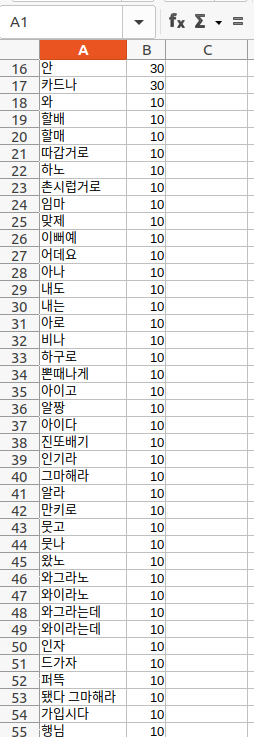 A1 fx Σ =
A B C
16 안 30
17 카드나 30
18 와 10
19 할배 10
20 할매 10
21 따갑거로 10
22 하노 10
23 촌시럽거로 10
24 임마 10
25 맞제 10
26 이뻐예 10
27 어데요 10
28 아나 10
29 내도 10
30 내는 10
31 아로 10
32 비나 10
33 하구로 10
34 뽄때나게 10
35 아이고 10
36 알짱 10
37 아이다 10
38 진또배기 10
39 인기라 10
40 그마해라 10
41 알라 10
42 만키로 10
43 뭇고 10
44 뭇나 10
45 왔노 10
46 와그라노 10
47 와이라노 10
48 와그라는데 10
49 와이라는데 10
50 인자 10
51 드가자 10
52 퍼뜩 10
53 됐다 그마해라 10
54 가입시다 10
55 행님 10